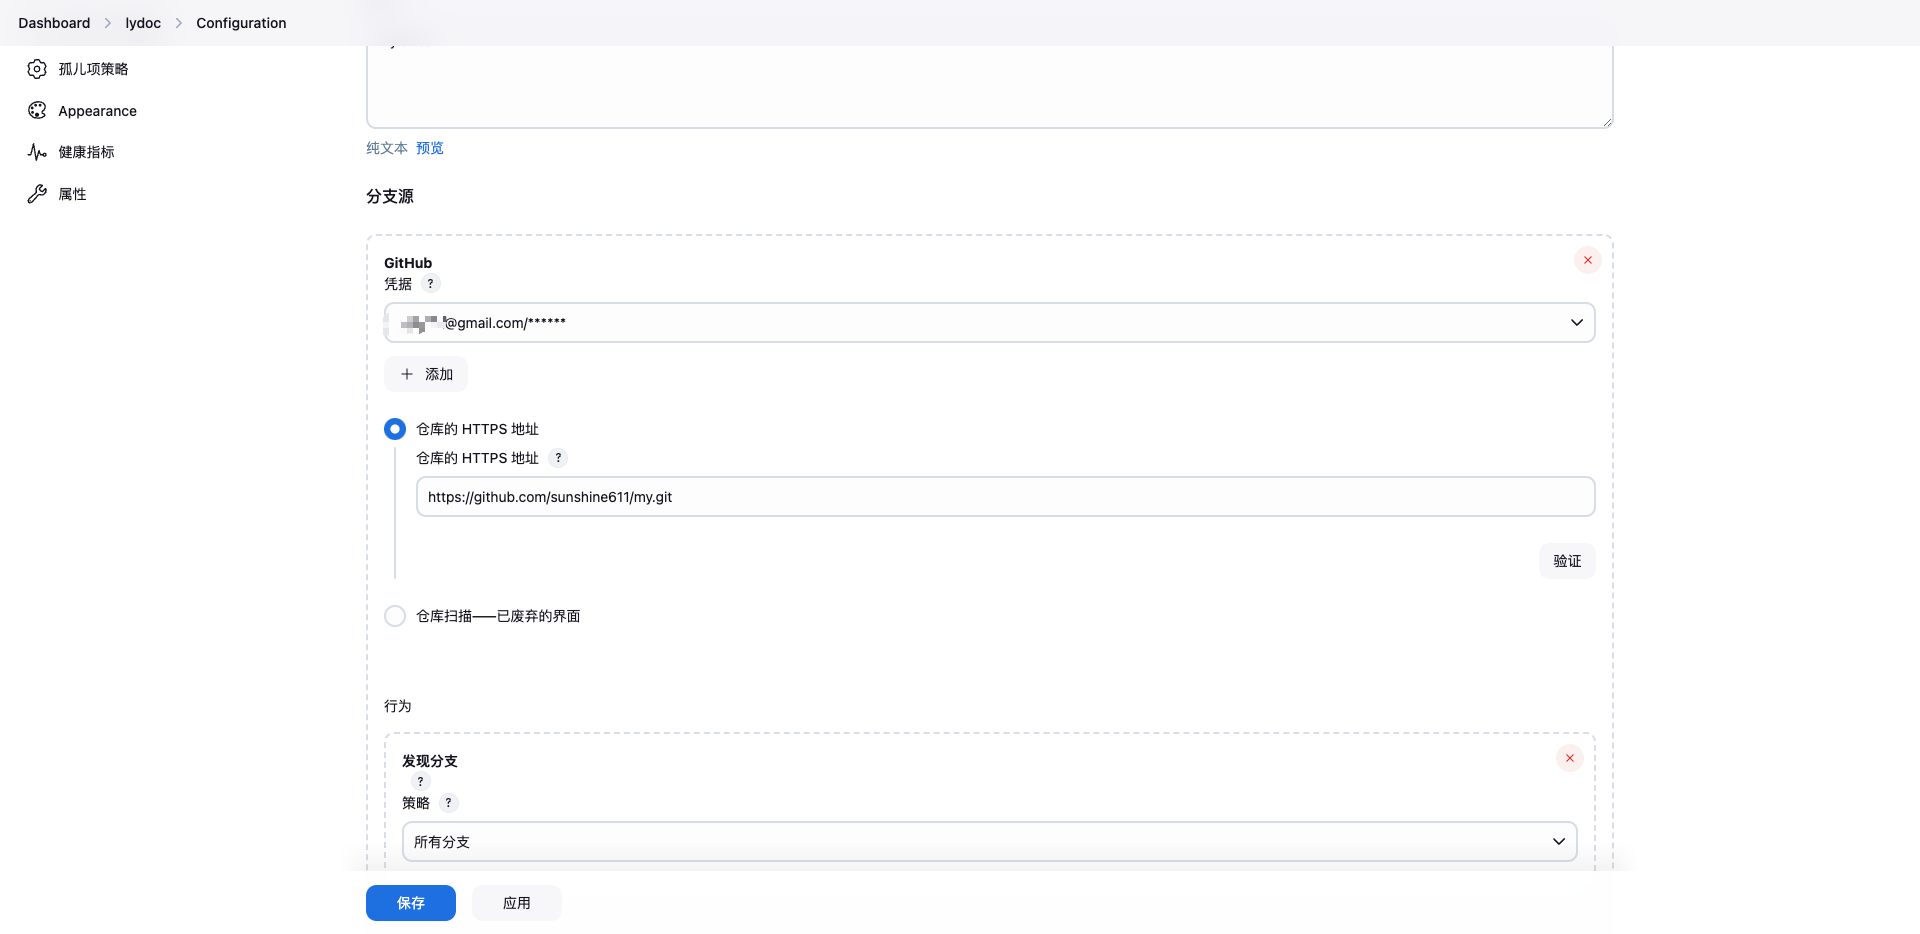 Dashboard > lydoc > Configuration
孤儿项策略
Appearance
健康指标
属性
纯文本 预览
分支源
GitHub
凭据 ?
@gmail.com/******
添加
仓库的 HTTPS 地址
仓库的 HTTPS 地址 ?
https://github.com/sunshine611/my.git
验证
仓库扫描——已废弃的界面
行为
发现分支
?
策略 ?
所有分支
保存 应用